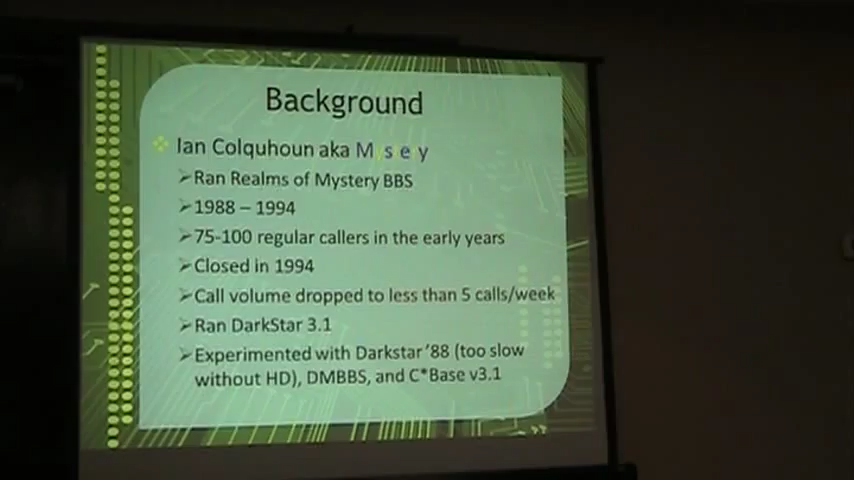 Background
Ian Colquhoun aka Mystery
Ran Realms of Mystery BBS
1988 – 1994
75-100 regular callers in the early years
Closed in 1994
Call volume dropped to less than 5 calls/week
Ran DarkStar 3.1
Experimented with Darkstar '88 (too slow
without HD), DMBBS, and C*Base v3.1